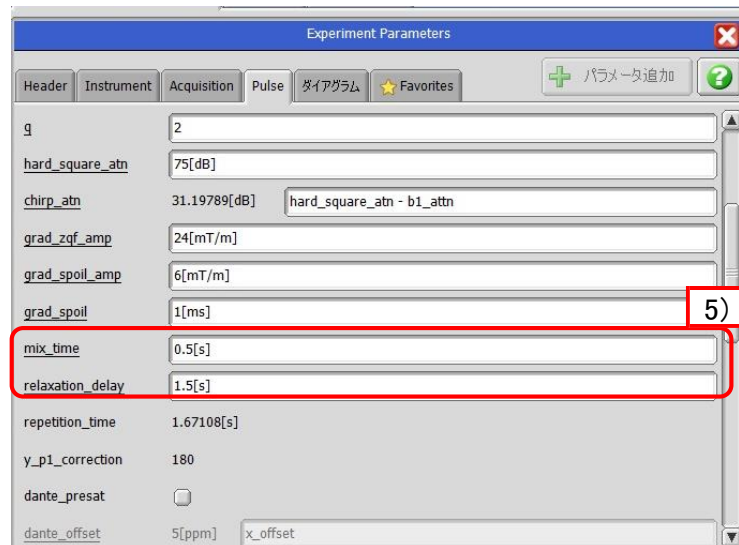 Experiment Parameters
Header Instrument Acquisition Pulse ダイアグラム Favorites パラメータ追加
q 2
hard_square_atn 75[dB]
chirp_atn 31.19789[dB] hard_square_atn - b1_attn
grad_zqf_amp 24[mT/m]
grad_spoil_amp 6[mT/m]
grad_spoil 1[ms]
5)
mix_time 0.5[s]
relaxation_delay 1.5[s]
repetition_time 1.67108[s]
y_p1_correction 180
dante_presat
dante_offset 5[ppm] x_offset